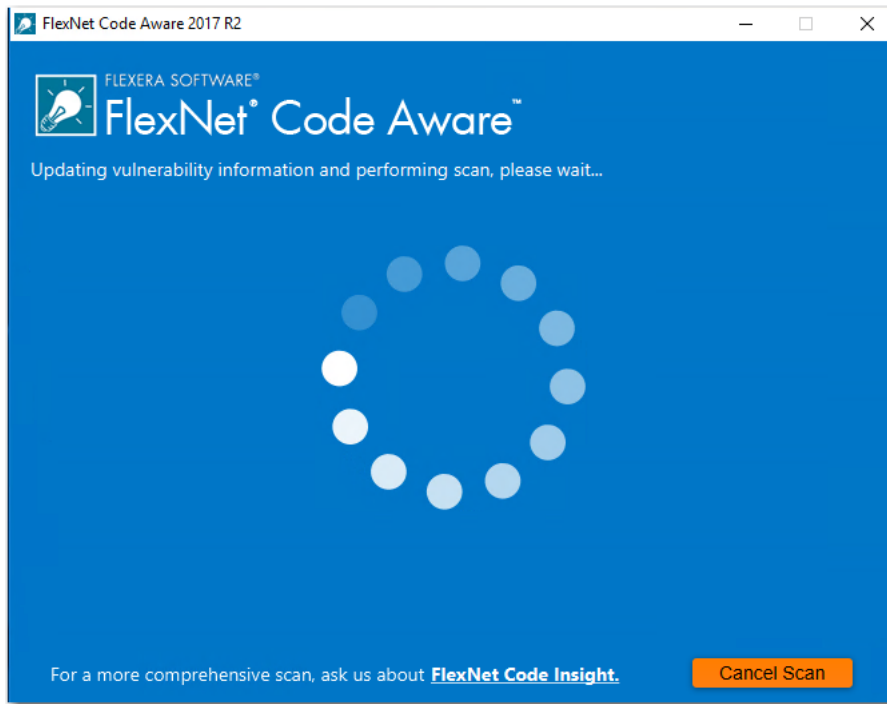 FlexNet Code Aware 2017 R2
FLEXERA SOFTWARE®
FlexNet® Code Aware™
Updating vulnerability information and performing scan, please wait...
For a more comprehensive scan, ask us about FlexNet Code Insight.
Cancel Scan